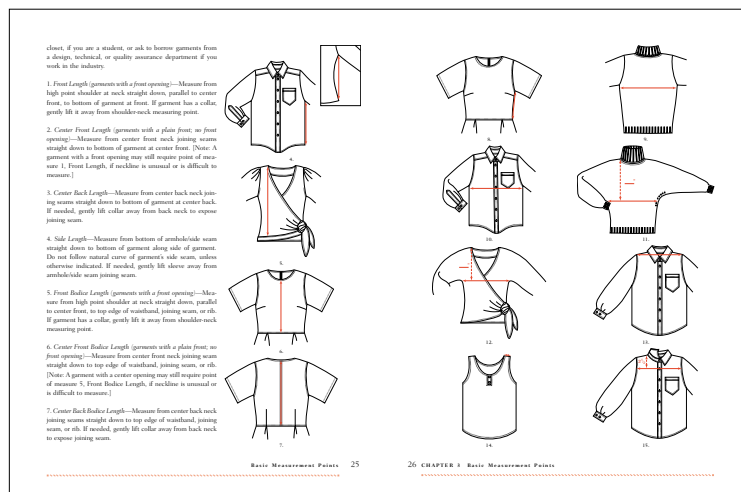 closet, if you are a student, or ask to borrow garments from
a design, technical, or quality assurance department if you
work in the industry.
1. Front Length (garments with a front opening)—Measure from
high point shoulder at neck straight down, parallel to center
front, to bottom of garment at front. If garment has a collar,
gently lift it away from shoulder-neck measuring point.
2. Center Front Length (garments with a plain front; no front
opening)—Measure from center front neck joining seams
straight down to bottom of garment at center front. [Note: A
garment with a front opening may still require point of mea-
sure 1, Front Length, if neckline is unusual or is difficult to
measure.]
3. Center Back Length—Measure from center back neck join-
ing seams straight down to bottom of garment at center back.
If needed, gently lift collar away from back neck to expose
joining seam.
4. Side Length—Measure from bottom of armhole/side seam
straight down to bottom of garment along side of garment.
Do not follow natural curve of garment's side seam, unless
otherwise indicated. If needed, gently lift sleeve away from
armhole/side seam joining seam.
5. Front Bodice Length (garments with a front opening)—Mea-
sure from high point shoulder at neck straight down, parallel
to center front, to top edge of waistband, joining seam, or rib.
If garment has a collar, gently lift it away from shoulder-neck
measuring point.
6. Center Front Bodice Length (garments with a plain front; no
front opening)—Measure from center front neck joining seam
straight down to top edge of waistband, joining seam, or rib.
[Note: A garment with a center opening may still require point
of measure 5, Front Bodice Length, if neckline is unusual or
is difficult to measure.]
7. Center Back Bodice Length—Measure from center back neck
joining seams straight down to top edge of waistband, joining
seam, or rib. If needed, gently lift collar away from back neck
to expose joining seam.
4.
5.
6.
7.
Basic Measurement Points 25
8.
9.
10.
11.
12.
13.
14.
15.
26 CHAPTER 3 Basic Measurement Points